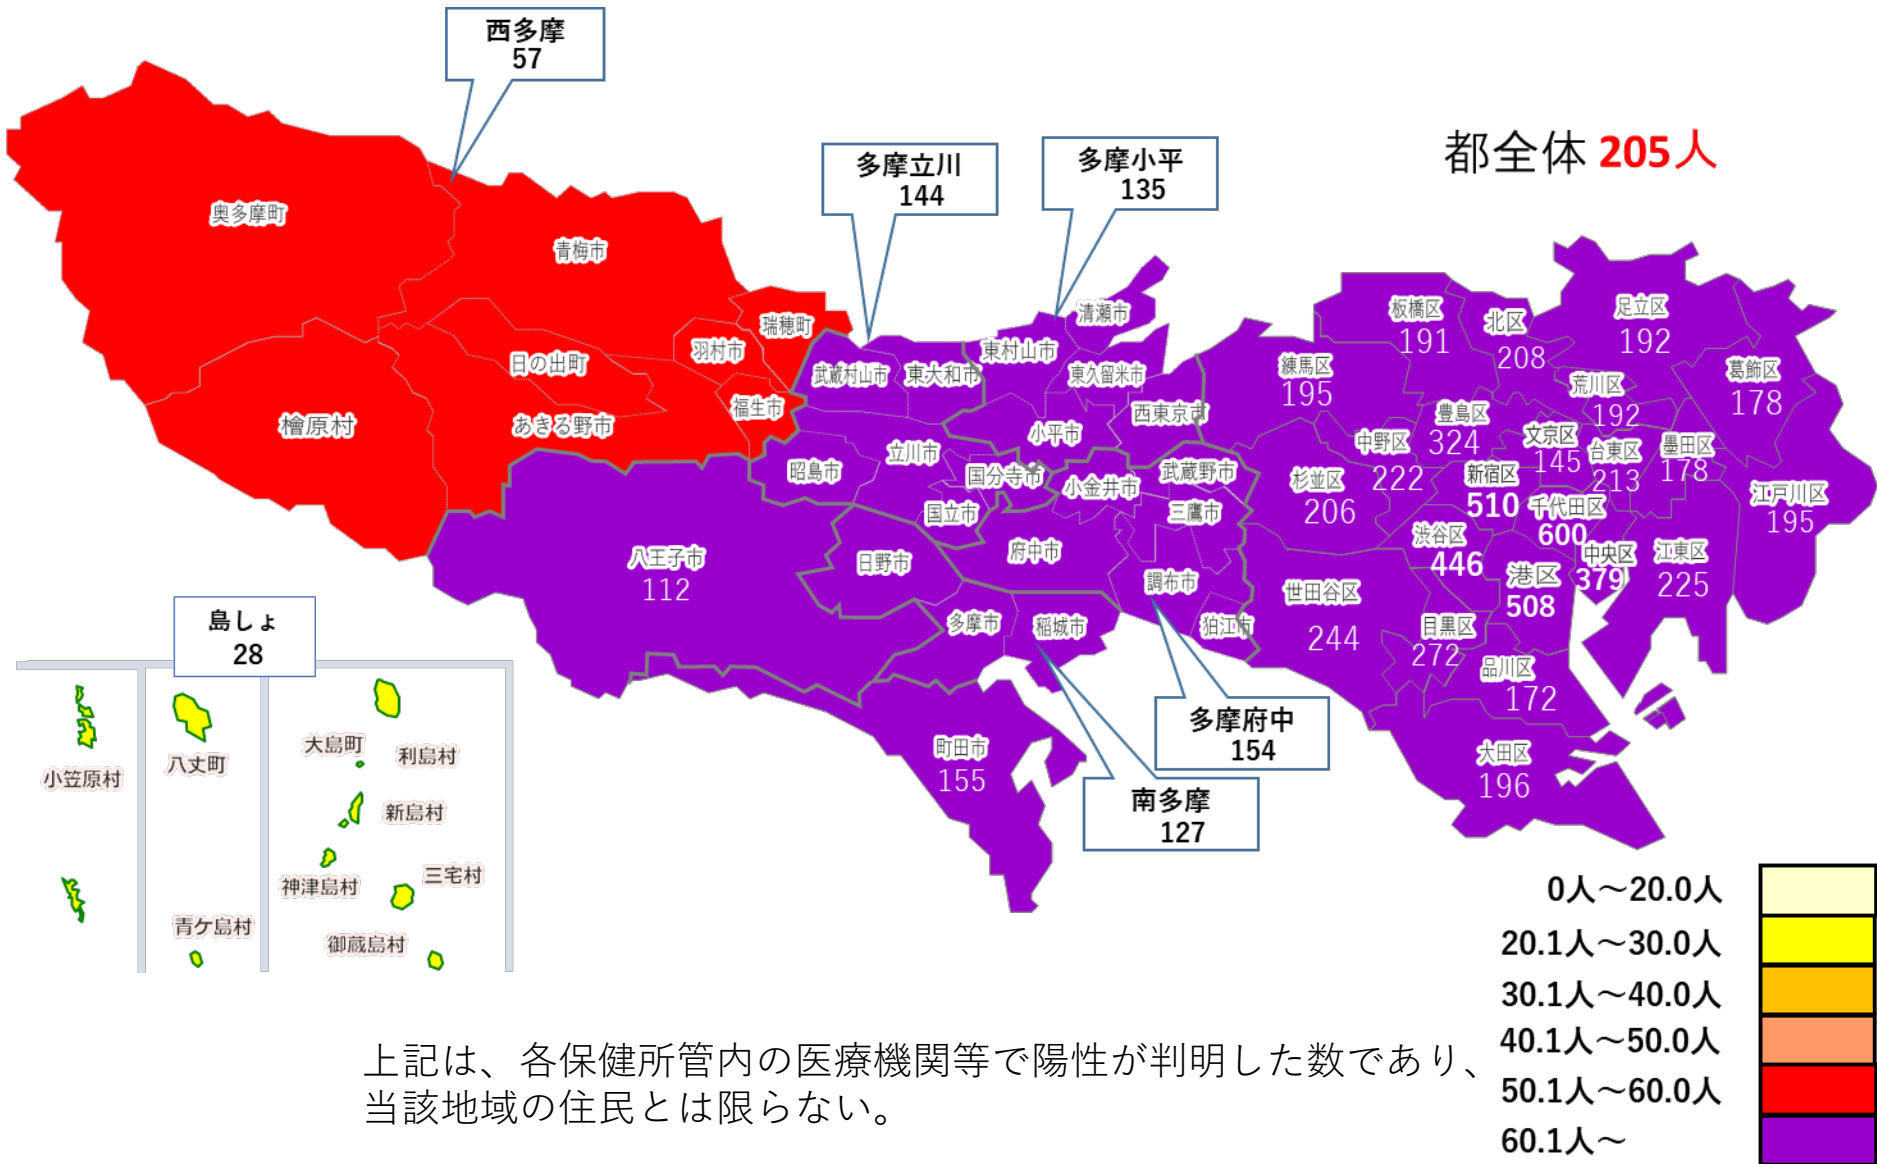 西多摩
57
多摩立川
144
多摩小平
135
都全体 205人
奥多摩町
青梅市
瑞穂町
羽村市
日の出町
福生市
あきる野市
檜原村
武蔵村山市
東大和市
東村山市
清瀬市
東久留米市
西東京市
小平市
昭島市
立川市
国分寺市
国立市
小金井市
武蔵野市
三鷹市
府中市
調布市
狛江市
八王子市
112
日野市
多摩市
稲城市
町田市
155
多摩府中
154
南多摩
127
板橋区
191
北区
208
足立区
192
葛飾区
178
練馬区
195
荒川区
192
豊島区
324
文京区
145
台東区
213
墨田区
178
中野区
222
杉並区
206
新宿区
510
千代田区
600
江戸川区
195
渋谷区
446
港区
508
中央区
379
江東区
225
世田谷区
244
目黒区
272
品川区
172
大田区
196
島しょ
28
小笠原村
八丈町
青ケ島村
大島町
利島村
新島村
神津島村
三宅村
御蔵島村
0人～20.0人
20.1人～30.0人
30.1人～40.0人
40.1人～50.0人
50.1人～60.0人
60.1人～
上記は、各保健所管内の医療機関等で陽性が判明した数であり、
当該地域の住民とは限らない。